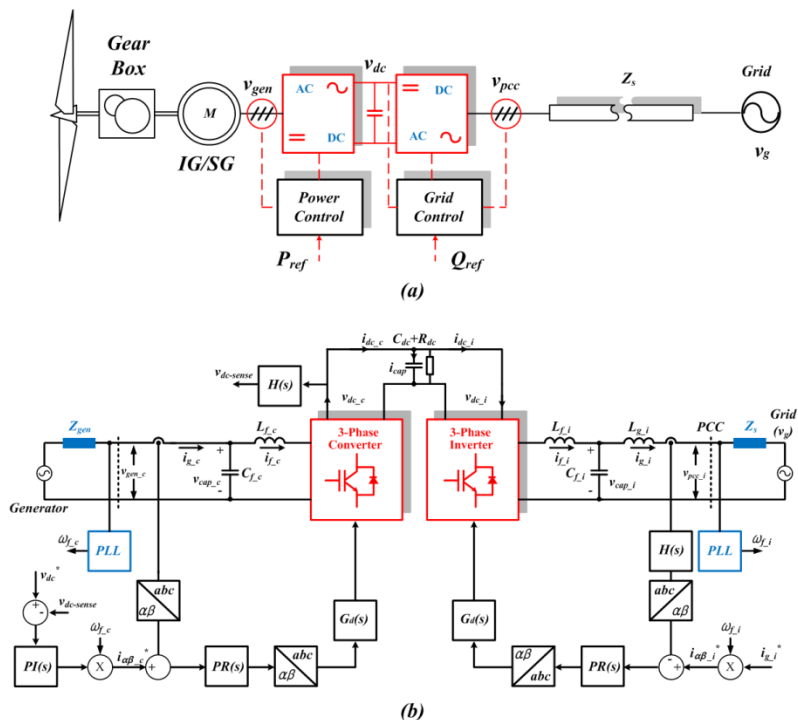 Gear
Box
v_gen
v_dc
v_pcc
Z_s
Grid
AC
DC
DC
AC
M
IG/SG
v_g
Power
Control
Grid
Control
P_ref
Q_ref
(a)
i_dc_c
C_dc+R_dc
i_dc_i
v_dc-sense
H(s)
i_cap
v_dc_c
v_dc_i
Z_gen
L_f_c
3-Phase
Converter
3-Phase
Inverter
L_f_i
L_g_i
PCC
Z_s
Grid
(v_g)
v_gen_c
i_g_c
+
i_f_c
v_cap_c
-
C_f_c
i_f_i
i_g_i
C_f_i
+
v_cap_i
-
v_pcc_i
Generator
ω_f_c
PLL
H(s)
PLL
ω_f_i
v_dc*
+
-
v_dc-sense
abc
αβ
G_d(s)
G_d(s)
abc
αβ
PI(s)
ω_f_c
X
i_αβ_c*
+
PR(s)
abc
αβ
αβ
abc
PR(s)
-
+
i_αβ_i*
ω_f_i
X
i_g_i*
(b)